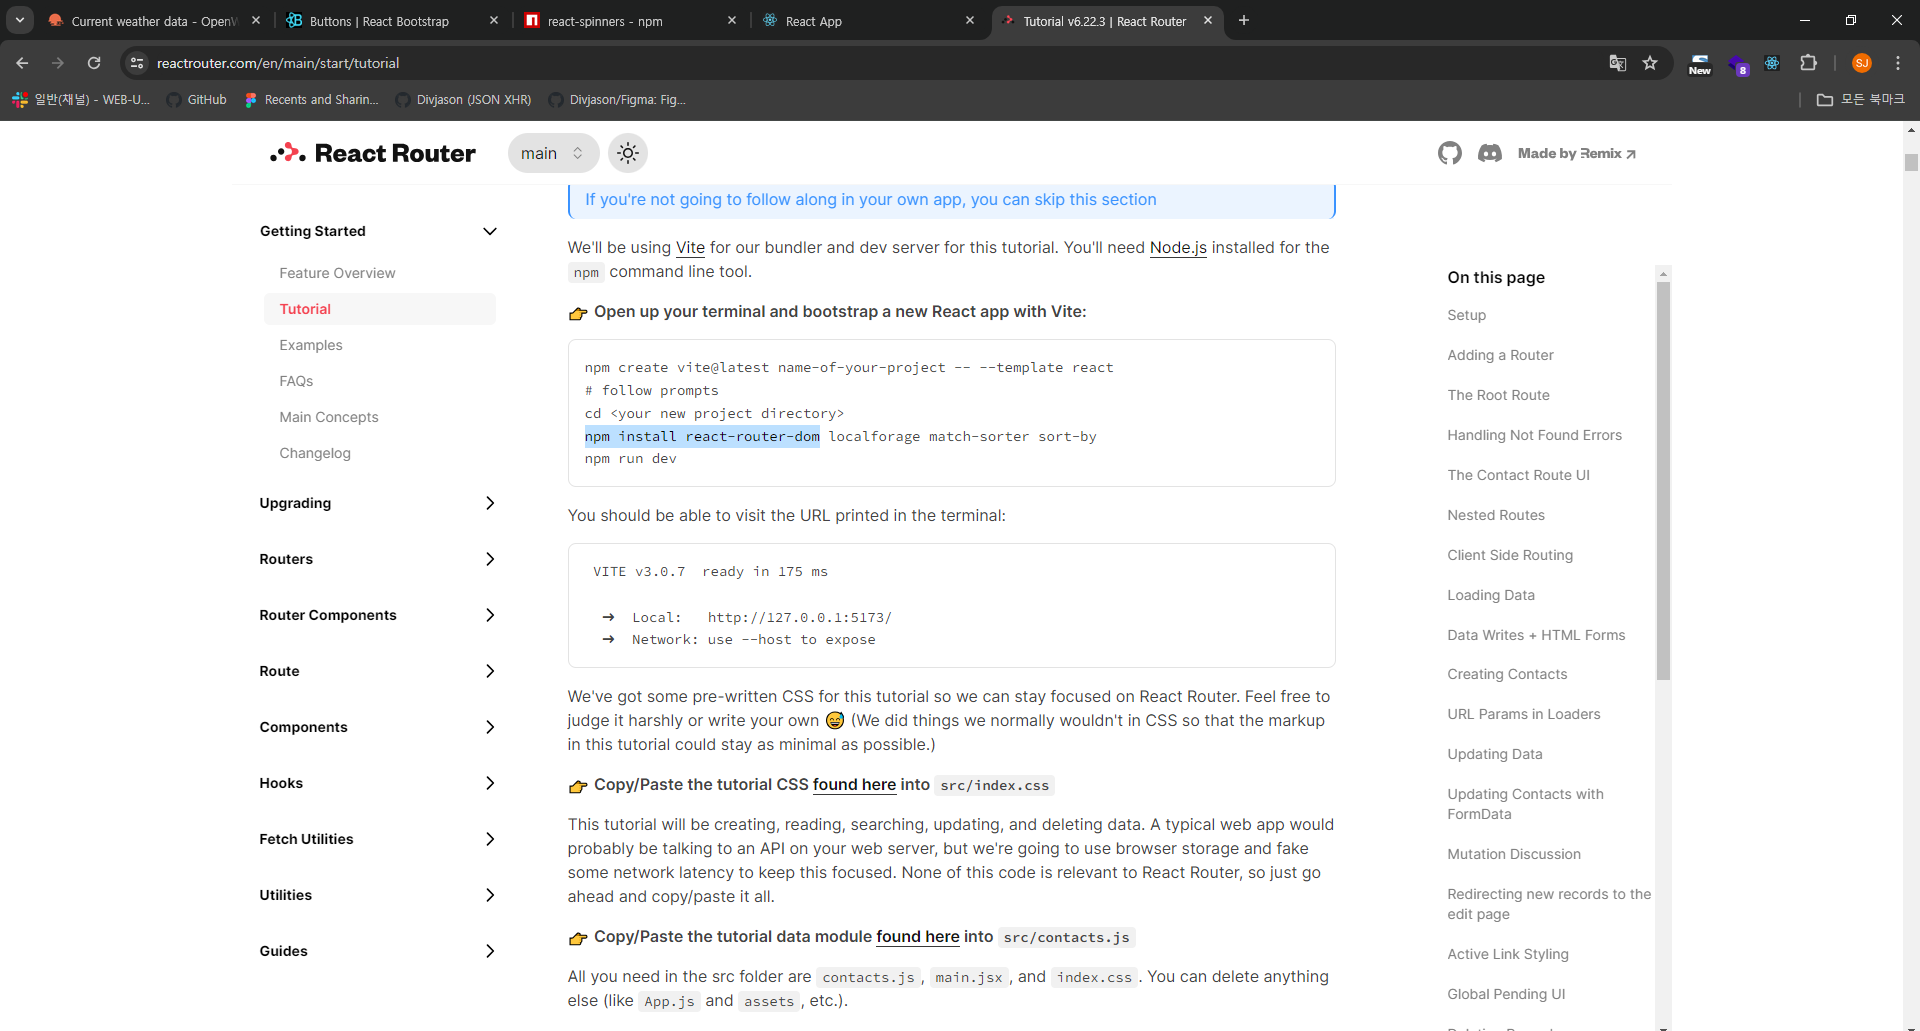 Current weather data - OpenW
Buttons | React Bootstrap
react-spinners - npm
React App
Tutorial v6.22.3 | React Router
reactrouter.com/en/main/start/tutorial
New
8
SJ
일반(채널) - WEB-U...
GitHub
Recents and Sharin...
Divjason (JSON XHR)
Divjason/Figma: Fig...
모든 북마크
React Router
main
Made by Remix
Getting Started
Feature Overview
Tutorial
Examples
FAQs
Main Concepts
Changelog
Upgrading
Routers
Router Components
Route
Components
Hooks
Fetch Utilities
Utilities
Guides
If you're not going to follow along in your own app, you can skip this section
We'll be using Vite for our bundler and dev server for this tutorial. You'll need Node.js installed for the
npm command line tool.
👉 Open up your terminal and bootstrap a new React app with Vite:
npm create vite@latest name-of-your-project -- --template react
# follow prompts
cd <your new project directory>
npm install react-router-dom localforage match-sorter sort-by
npm run dev
You should be able to visit the URL printed in the terminal:
VITE v3.0.7 ready in 175 ms
➜ Local: http://127.0.0.1:5173/
➜ Network: use --host to expose
We've got some pre-written CSS for this tutorial so we can stay focused on React Router. Feel free to
judge it harshly or write your own 😅 (We did things we normally wouldn't in CSS so that the markup
in this tutorial could stay as minimal as possible.)
👉 Copy/Paste the tutorial CSS found here into src/index.css
This tutorial will be creating, reading, searching, updating, and deleting data. A typical web app would
probably be talking to an API on your web server, but we're going to use browser storage and fake
some network latency to keep this focused. None of this code is relevant to React Router, so just go
ahead and copy/paste it all.
👉 Copy/Paste the tutorial data module found here into src/contacts.js
All you need in the src folder are contacts.js, main.jsx, and index.css. You can delete anything
else (like App.js and assets, etc.).
On this page
Setup
Adding a Router
The Root Route
Handling Not Found Errors
The Contact Route UI
Nested Routes
Client Side Routing
Loading Data
Data Writes + HTML Forms
Creating Contacts
URL Params in Loaders
Updating Data
Updating Contacts with
FormData
Mutation Discussion
Redirecting new records to the
edit page
Active Link Styling
Global Pending UI